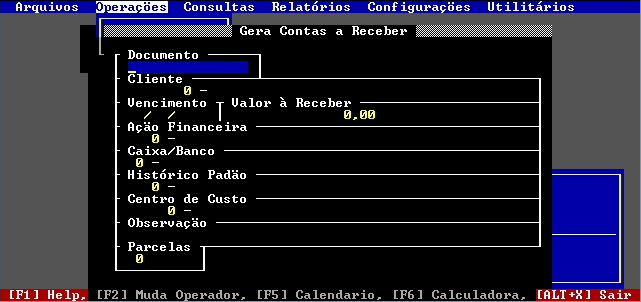 Arquivos Operações Consultas Relatórios Configurações Utilitários
Gera Contas a Receber
Documento
Cliente
0 -
Vencimento Valor à Receber
/ / 0,00
Ação Financeira
0 -
Caixa/Banco
0 -
Histórico Padão
0 -
Centro de Custo
0 -
Observação
Parcelas
0
[F1] Help, [F2] Muda Operador, [F5] Calendario, [F6] Calculadora, [ALT+X] Sair